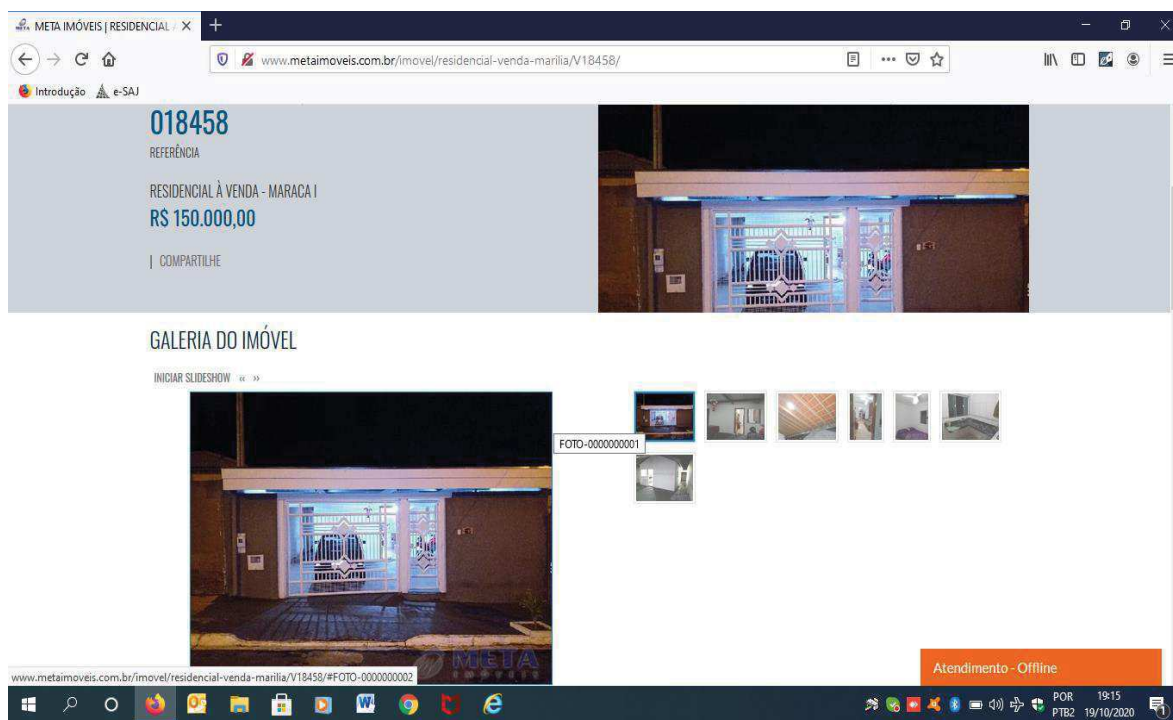 META IMÓVEIS | RESIDENCIAL
www.metaimoveis.com.br/imovel/residencial-venda-marilia/V18458/
Introdução e-SAJ
018458
REFERÊNCIA
RESIDENCIAL À VENDA - MARACA I
R$ 150.000,00
| COMPARTILHE
GALERIA DO IMÓVEL
INICIAR SLIDESHOW « »
FOTO-0000000001
META
IMÓVEIS
Atendimento - Offline
www.metaimoveis.com.br/imovel/residencial-venda-marilia/V18458/#FOTO-0000000002
POR 19:15
PTB2 19/10/2020